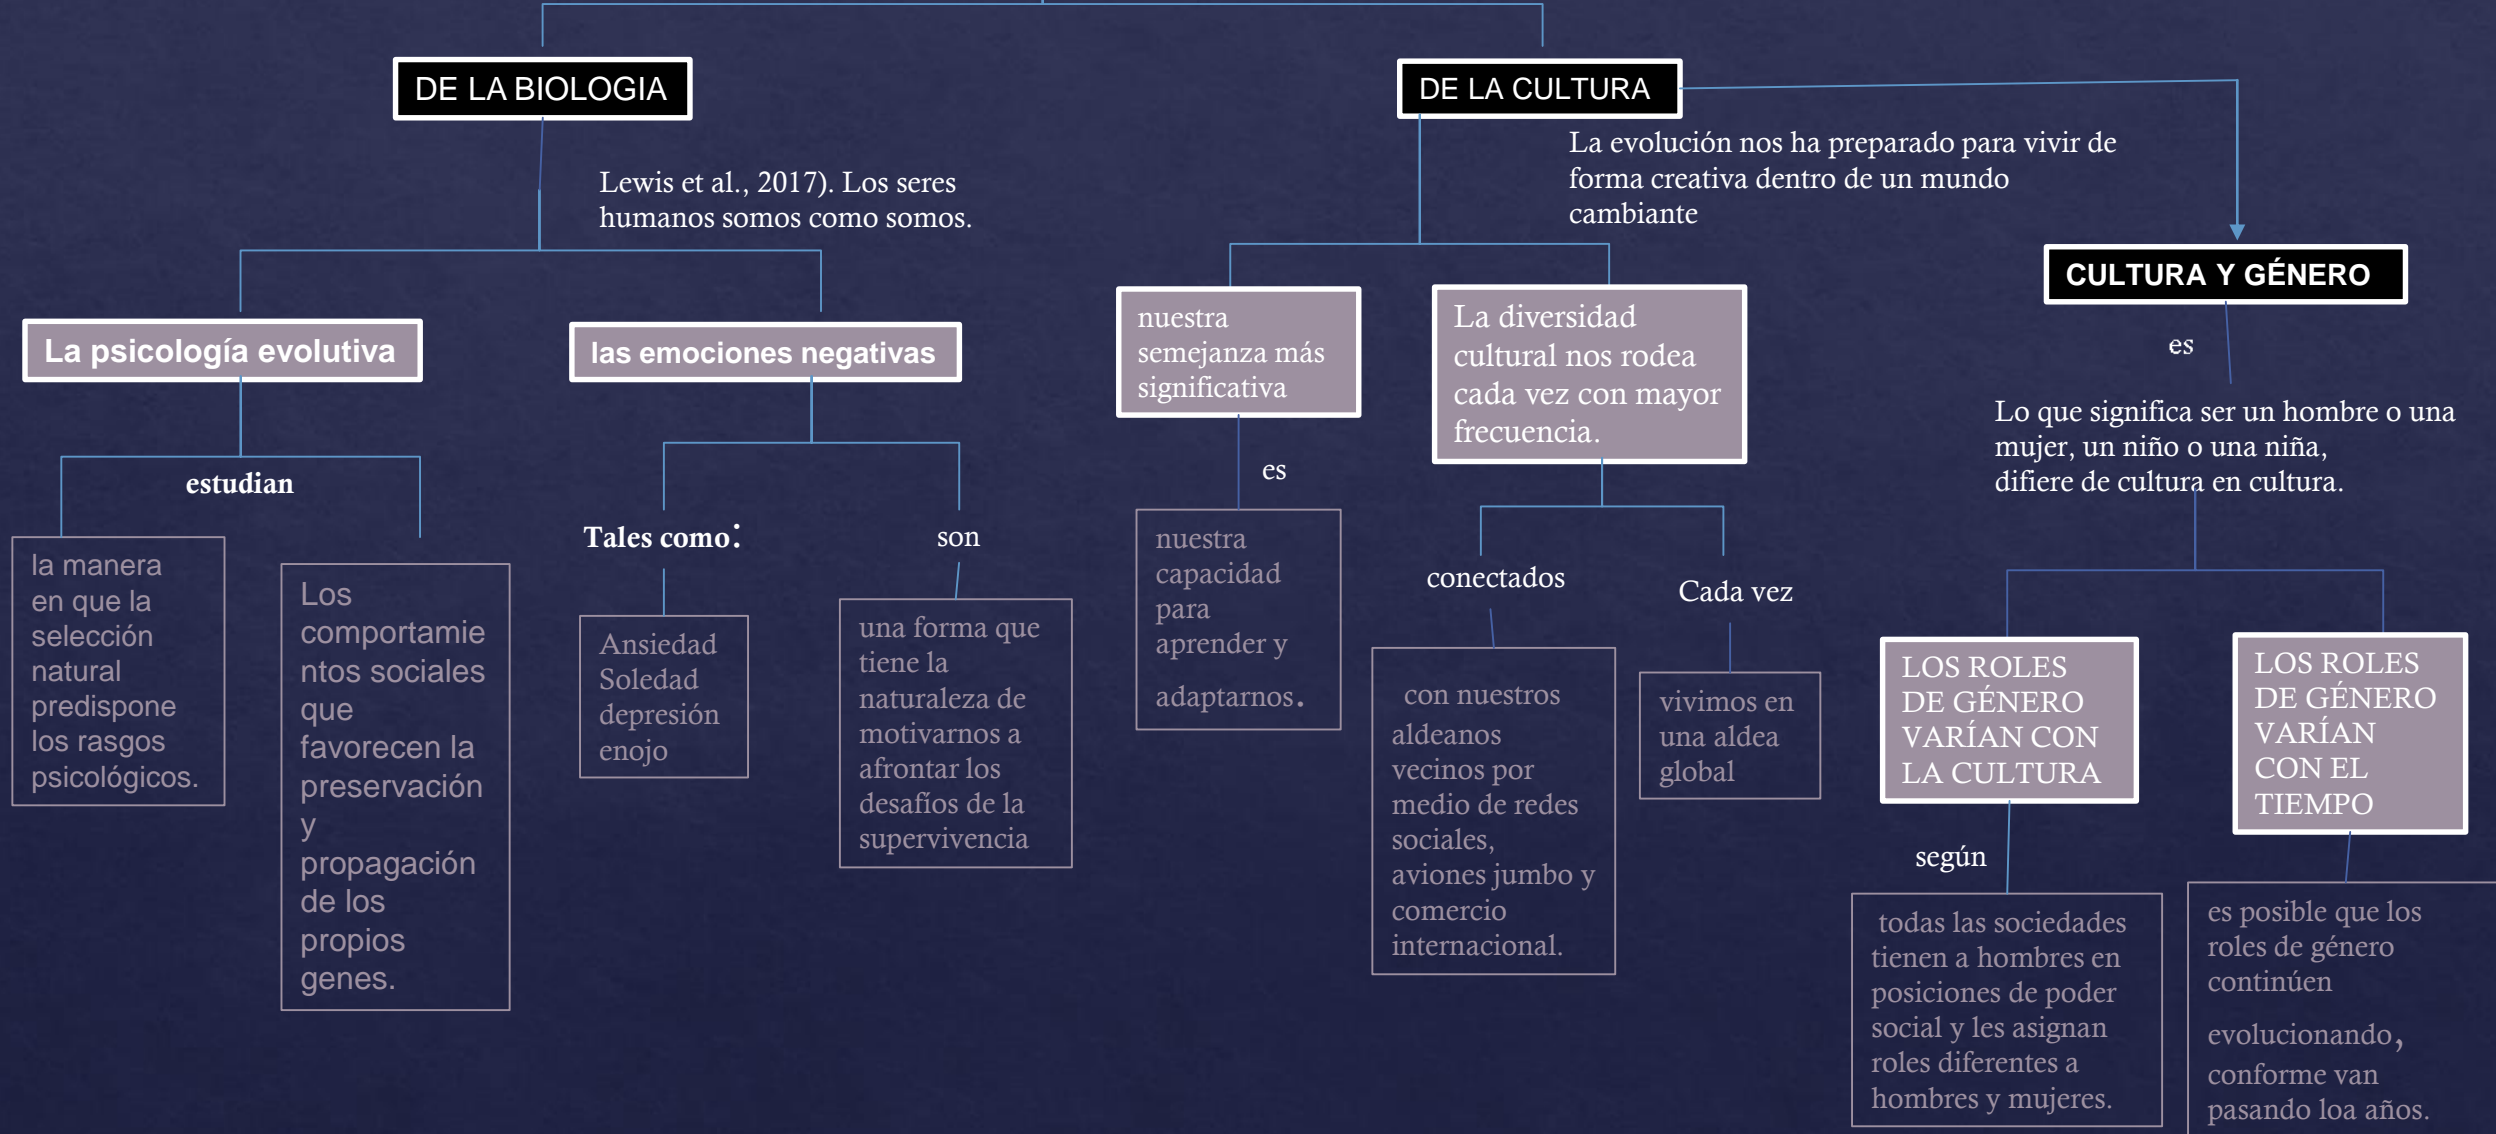 DE LA BIOLOGIA
Lewis et al., 2017). Los seres
humanos somos como somos.
La psicología evolutiva
estudian
la manera
en que la
selección
natural
predispone
los rasgos
psicológicos.
Los
comportamie
ntos sociales
que
favorecen la
preservación
y
propagación
de los
propios
genes.
las emociones negativas
Tales como:
Ansiedad
Soledad
depresión
enojo
son
una forma que
tiene la
naturaleza de
motivarnos a
afrontar los
desafíos de la
supervivencia
DE LA CULTURA
La evolución nos ha preparado para vivir de
forma creativa dentro de un mundo
cambiante
nuestra
semejanza más
significativa
es
nuestra
capacidad
para
aprender y
adaptarnos.
La diversidad
cultural nos rodea
cada vez con mayor
frecuencia.
conectados
con nuestros
aldeanos
vecinos por
medio de redes
sociales,
aviones jumbo y
comercio
internacional.
Cada vez
vivimos en
una aldea
global
CULTURA Y GÉNERO
es
Lo que significa ser un hombre o una
mujer, un niño o una niña,
difiere de cultura en cultura.
LOS ROLES
DE GÉNERO
VARÍAN CON
LA CULTURA
según
todas las sociedades
tienen a hombres en
posiciones de poder
social y les asignan
roles diferentes a
hombres y mujeres.
LOS ROLES
DE GÉNERO
VARÍAN
CON EL
TIEMPO
es posible que los
roles de género
continúen
evolucionando,
conforme van
pasando loa años.